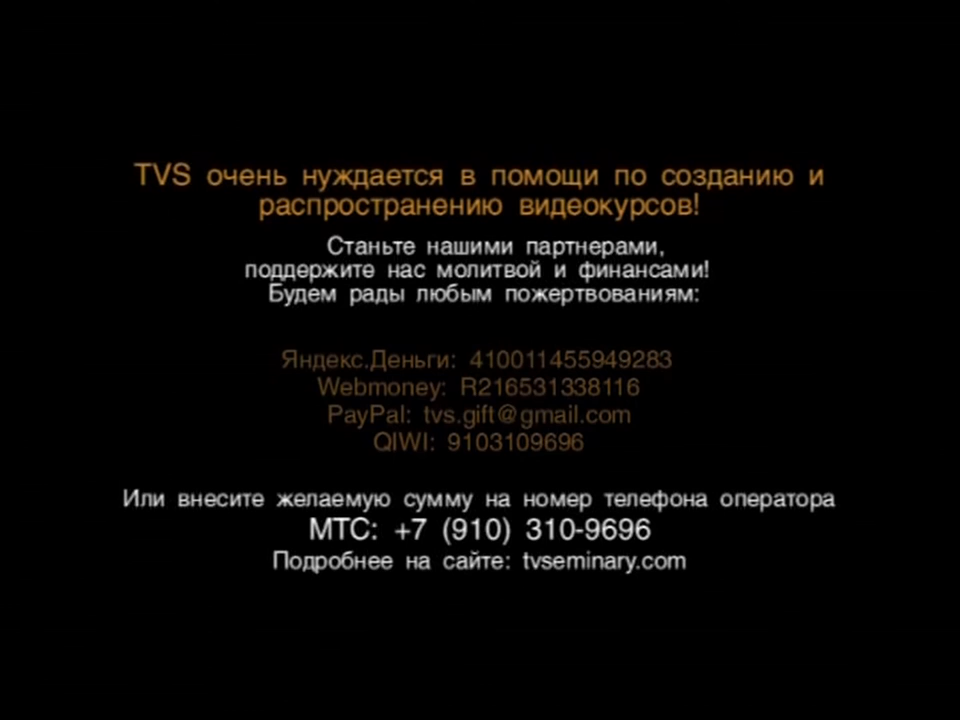 TVS очень нуждается в помощи по созданию и
распространению видеокурсов!
Станьте нашими партнерами,
поддержите нас молитвой и финансами!
Будем рады любым пожертвованиям:
Яндекс.Деньги: 410011455949283
Webmoney: R216531338116
PayPal: tvs.gift@gmail.com
QIWI: 9103109696
Или внесите желаемую сумму на номер телефона оператора
МТС: +7 (910) 310-9696
Подробнее на сайте: tvseminary.com